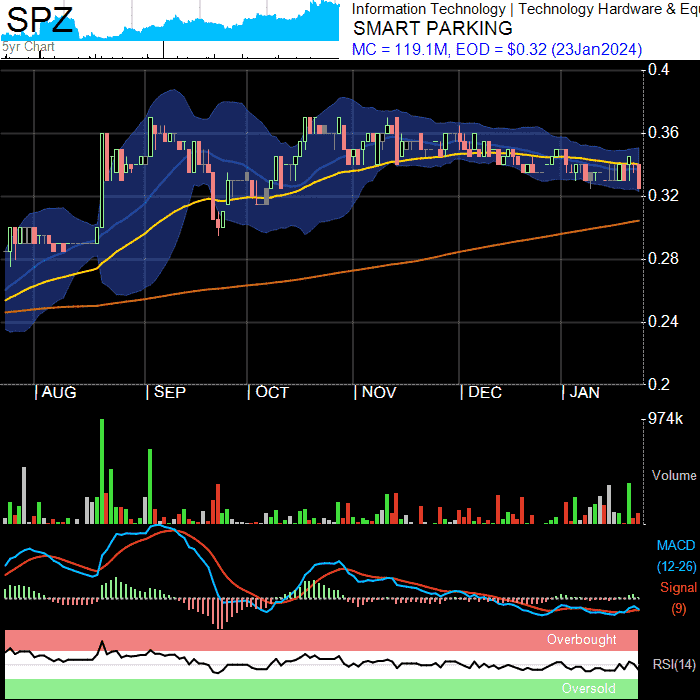 SPZ
5yr Chart
Information Technology | Technology Hardware & Equ
SMART PARKING
MC = 119.1M, EOD = $0.32 (23Jan2024)
0.4
0.36
0.32
0.28
0.24
0.2
AUG SEP OCT NOV DEC JAN
974k
Volume
MACD
(12-26)
Signal
(9)
Overbought
RSI(14)
Oversold